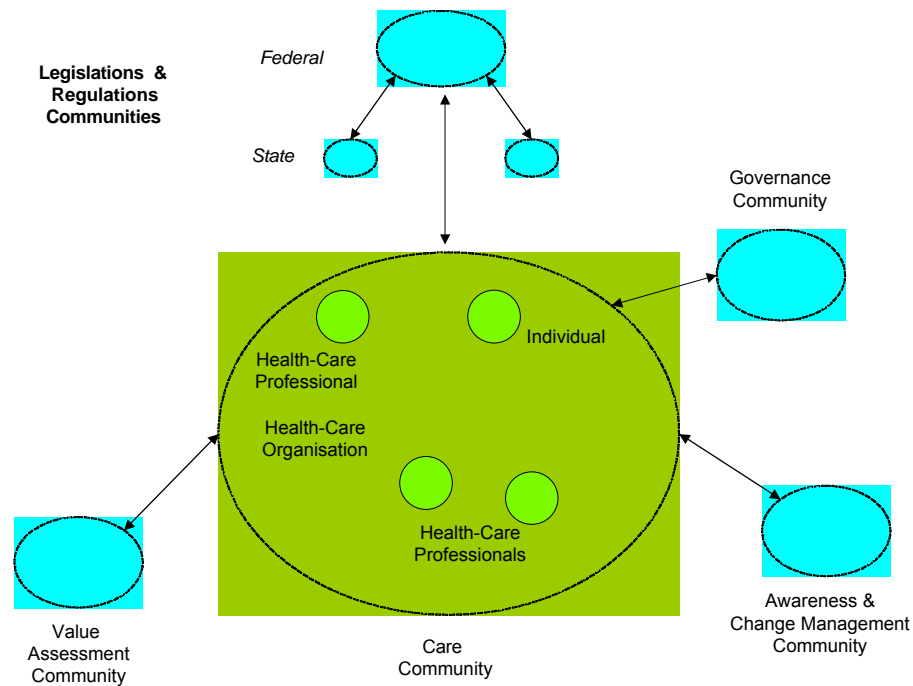 Federal
Legislations &
Regulations
Communities
State
Governance
Community
Individual
Health-Care
Professional
Health-Care
Organisation
Health-Care
Professionals
Value
Assessment
Community
Care
Community
Awareness &
Change Management
Community